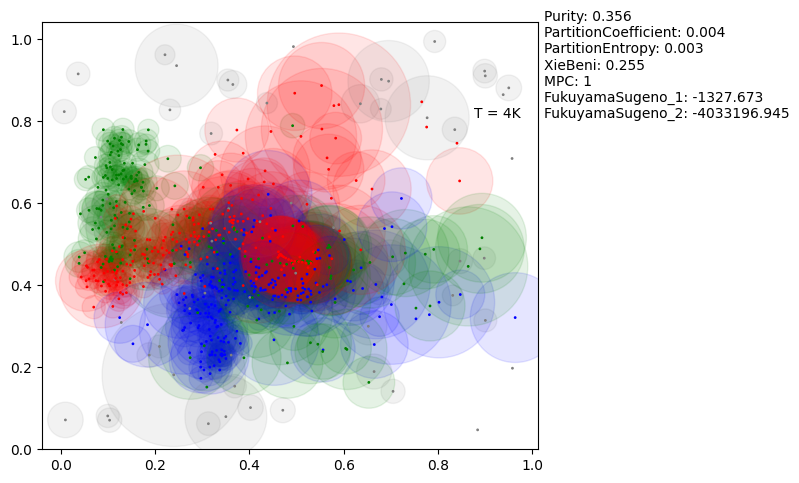 Purity: 0.356
PartitionCoefficient: 0.004
PartitionEntropy: 0.003
XieBeni: 0.255
MPC: 1
FukuyamaSugeno_1: -1327.673
FukuyamaSugeno_2: -4033196.945
T = 4K
1.0
0.8
0.6
0.4
0.2
0.0
0.0 0.2 0.4 0.6 0.8 1.0